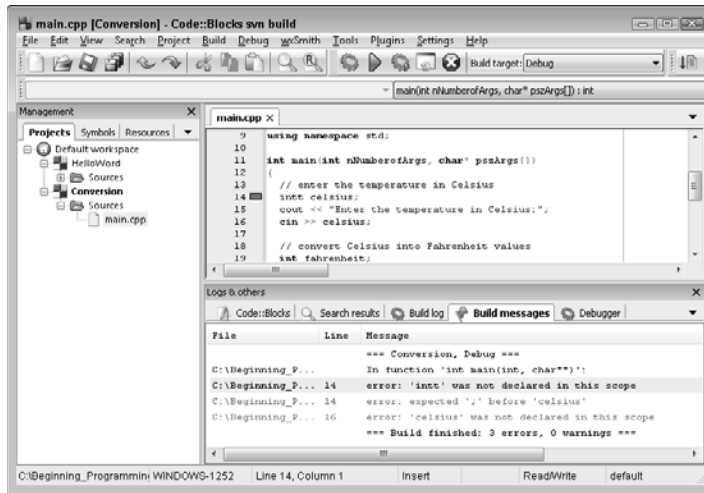 main.cpp [Conversion] - Code::Blocks svn build
File Edit View Search Project Build Debug wxSmith Tools Plugins Settings Help
Build target: Debug
main(int nNumberofArgs, char* pszArgs[]) : int
Management X
Projects Symbols Resources
Default workspace
HelloWord
Sources
Conversion
Sources
main.cpp
main.cpp X
9 using namespace std;
10
11 int main(int nNumberofArgs, char* pszArgs[])
12 {
13 // enter the temperature in Celsius
14 intt celsius;
15 cout << "Enter the temperature in Celsius:";
16 cin >> celsius;
17
18 // convert Celsius into Fahrenheit values
19 int fahrenheit;
Logs & others X
Code::Blocks Search results Build log Build messages Debugger
File Line Message
=== Conversion, Debug ===
C:\Beginning_P... In function 'int main(int, char**)':
C:\Beginning_P... 14 error: 'intt' was not declared in this scope
C:\Beginning_P... 14 error: expected ';' before 'celsius'
C:\Beginning_P... 16 error: 'celsius' was not declared in this scope
=== Build finished: 3 errors, 0 warnings ===
C:\Beginning_Programmin WINDOWS-1252 Line 14, Column 1 Insert Read/Write default